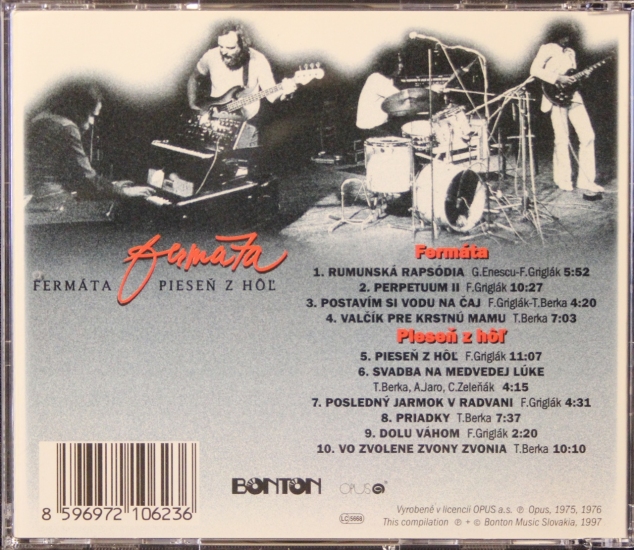 fermáta
FERMÁTA PIESEŇ Z HÔĽ
Fermáta
1. RUMUNSKÁ RAPSÓDIA G.Enescu-F.Griglák 5:52
2. PERPETUUM II F.Griglák 10:27
3. POSTAVÍM SI VODU NA ČAJ F.Griglák-T.Berka 4:20
4. VALČÍK PRE KRSTNÚ MAMU T.Berka 7:03
Pieseň z hôľ
5. PIESEŇ Z HÔĽ F.Griglák 11:07
6. SVADBA NA MEDVEDEJ LÚKE
T.Berka, A.Jaro, C.Zeleňák 4:15
7. POSLEDNÝ JARMOK V RADVANI F.Griglák 4:31
8. PRIADKY T.Berka 7:37
9. DOLU VÁHOM F.Griglák 2:20
10. VO ZVOLENE ZVONY ZVONIA T.Berka 10:10
BONTON OPUS
8 596972 106236
LC 5956
Vyrobené v licencii OPUS a.s. ℗ Opus, 1975, 1976
This compilation ℗ + © Bonton Music Slovakia, 1997